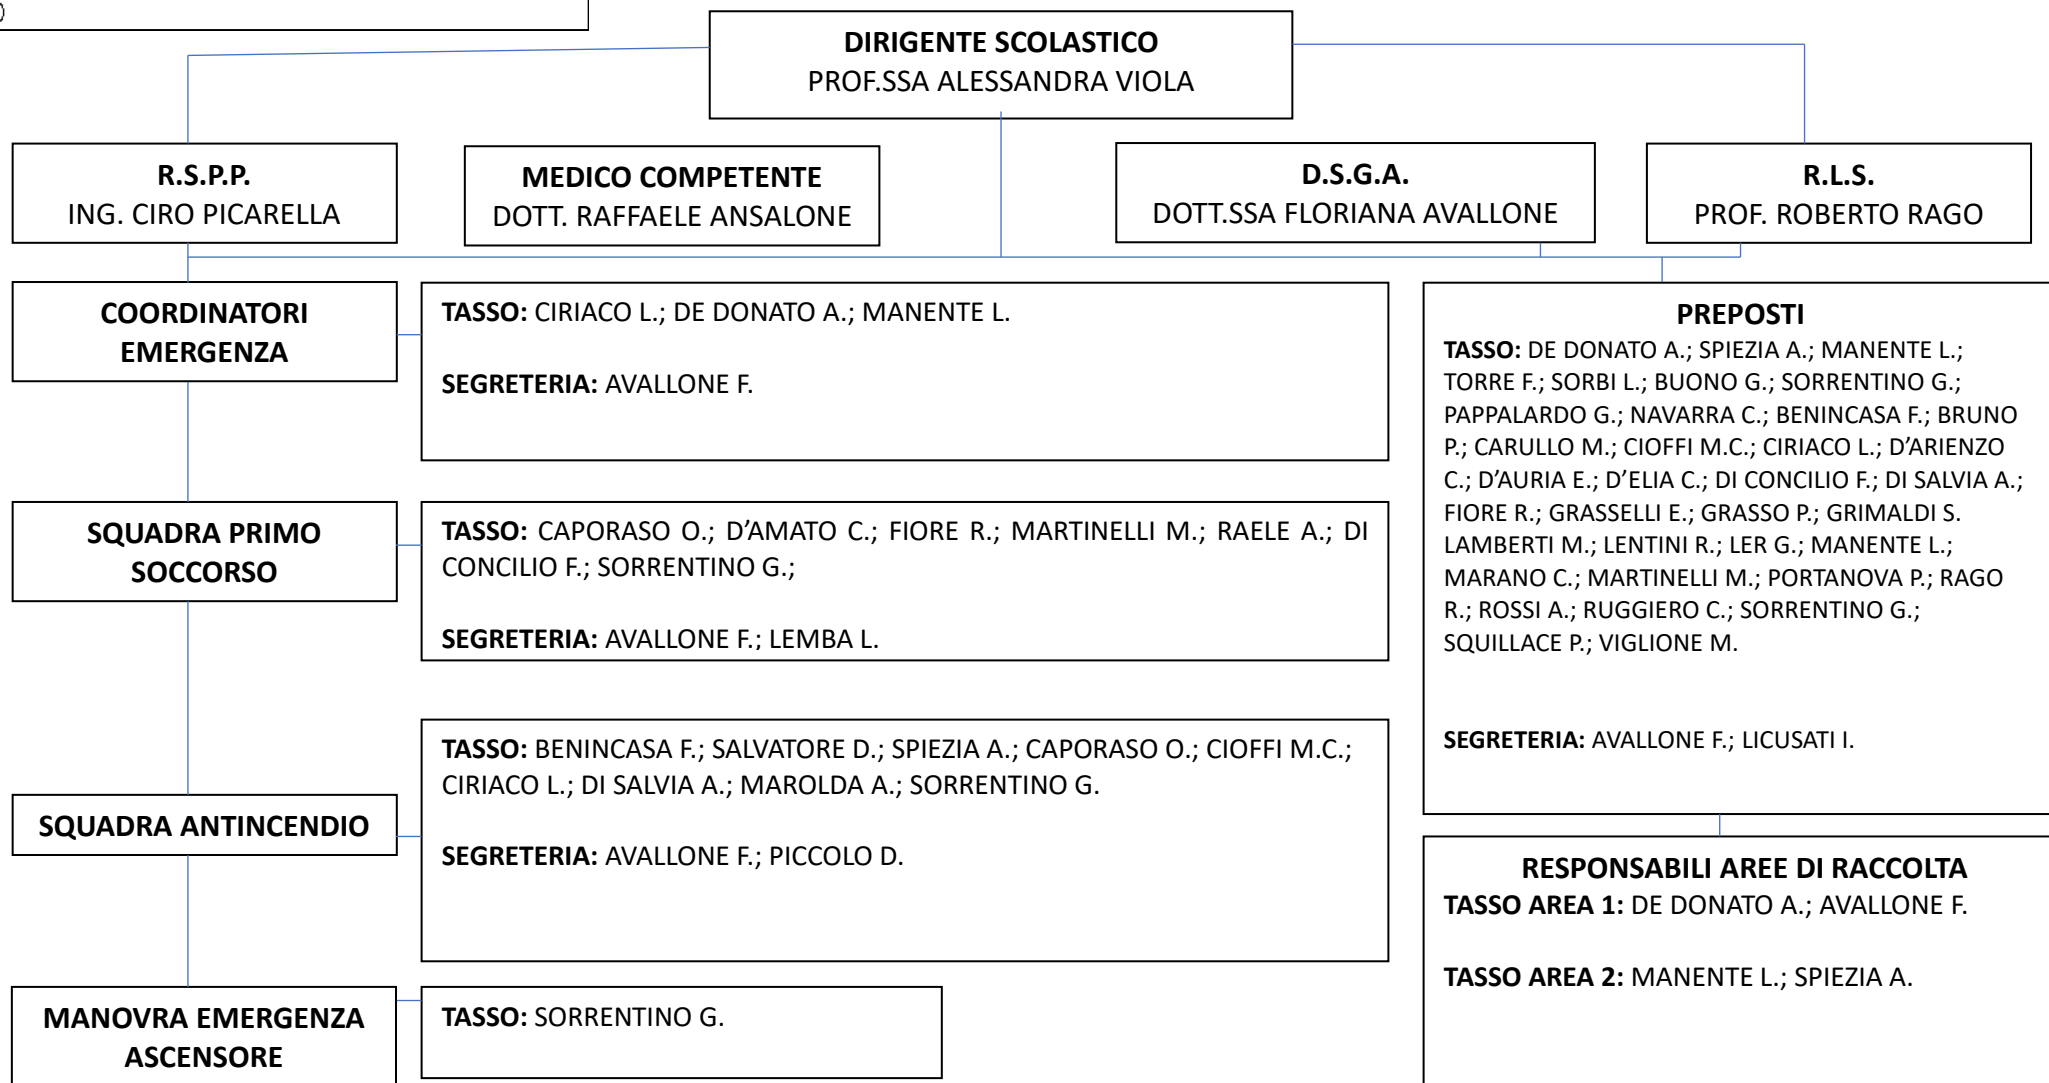 )
DIRIGENTE SCOLASTICO
PROF.SSA ALESSANDRA VIOLA
R.S.P.P.
ING. CIRO PICARELLA
MEDICO COMPETENTE
DOTT. RAFFAELE ANSALONE
D.S.G.A.
DOTT.SSA FLORIANA AVALLONE
R.L.S.
PROF. ROBERTO RAGO
COORDINATORI
EMERGENZA
TASSO: CIRIACO L.; DE DONATO A.; MANENTE L.
SEGRETERIA: AVALLONE F.
SQUADRA PRIMO
SOCCORSO
TASSO: CAPORASO O.; D’AMATO C.; FIORE R.; MARTINELLI M.; RAELE A.; DI
CONCILIO F.; SORRENTINO G.;
SEGRETERIA: AVALLONE F.; LEMBA L.
SQUADRA ANTINCENDIO
TASSO: BENINCASA F.; SALVATORE D.; SPIEZIA A.; CAPORASO O.; CIOFFI M.C.;
CIRIACO L.; DI SALVIA A.; MAROLDA A.; SORRENTINO G.
SEGRETERIA: AVALLONE F.; PICCOLO D.
MANOVRA EMERGENZA
ASCENSORE
TASSO: SORRENTINO G.
PREPOSTI
TASSO: DE DONATO A.; SPIEZIA A.; MANENTE L.;
TORRE F.; SORBI L.; BUONO G.; SORRENTINO G.;
PAPPALARDO G.; NAVARRA C.; BENINCASA F.; BRUNO
P.; CARULLO M.; CIOFFI M.C.; CIRIACO L.; D’ARIENZO
C.; D’AURIA E.; D’ELIA C.; DI CONCILIO F.; DI SALVIA A.;
FIORE R.; GRASSELLI E.; GRASSO P.; GRIMALDI S.
LAMBERTI M.; LENTINI R.; LER G.; MANENTE L.;
MARANO C.; MARTINELLI M.; PORTANOVA P.; RAGO
R.; ROSSI A.; RUGGIERO C.; SORRENTINO G.;
SQUILLACE P.; VIGLIONE M.
SEGRETERIA: AVALLONE F.; LICUSATI I.
RESPONSABILI AREE DI RACCOLTA
TASSO AREA 1: DE DONATO A.; AVALLONE F.
TASSO AREA 2: MANENTE L.; SPIEZIA A.